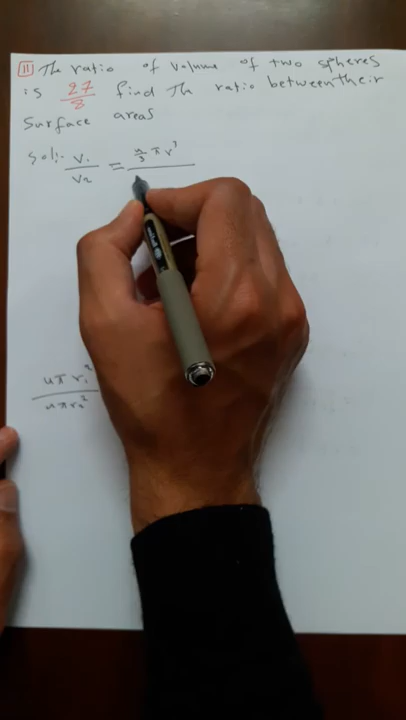 11 The ratio of volume of two spheres
is 27/8 find The ratio between their
Surface areas
Sol:- V₁/V₂ = 4/3 π r³
4π r₁²
4π r₂²